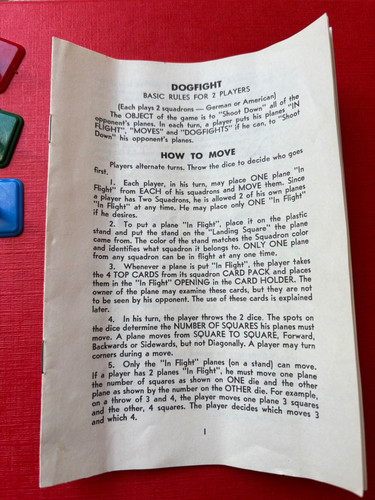 DOGFIGHT
BASIC RULES FOR 2 PLAYERS
(Each plays 2 squadrons — German or American)
The OBJECT of the game is to "Shoot Down" all of the
opponent's planes. In each turn, a player puts his planes "IN
FLIGHT", "MOVES" and "DOGFIGHTS" if he can, to "Shoot
Down" his opponent's planes.
HOW TO MOVE
Players alternate turns. Throw the dice to decide who goes
first.
1. Each player, in his turn, may place ONE plane "In
Flight" from EACH of his squadrons and MOVE them. Since
a player has Two Squadrons, he is allowed 2 of his own planes
"In Flight" at any time. He may place only ONE "In Flight"
if he desires.
2. To put a plane "In Flight", place it on the plastic
stand and put the stand on the "Landing Square" the plane
came from. The color of the stand matches the Squadron color
and identifies what squadron it belongs to. ONLY ONE plane
from any squadron can be in flight at any one time.
3. Whenever a plane is put "In Flight", the player takes
the 4 TOP CARDS from its squadron CARD PACK and places
them in the "In Flight" OPENING in the CARD HOLDER. The
owner of the plane may examine these cards, but they are not
to be seen by his opponent. The use of these cards is explained
later.
4. In his turn, the player throws the 2 dice. The spots on
the dice determine the NUMBER OF SQUARES his planes must
move. A plane moves from SQUARE TO SQUARE, Forward,
Backwards or Sidewards, but not Diagonally. A player may turn
corners during a move.
5. Only the "In Flight" planes (on a stand) can move.
If a player has 2 planes "In Flight", he must move one plane
the number of squares as shown on ONE die and the other
plane as shown by the number on the OTHER die. For example,
on a throw of 3 and 4, the player moves one plane 3 squares
and the other, 4 squares. The player decides which moves 3
and which 4.
1